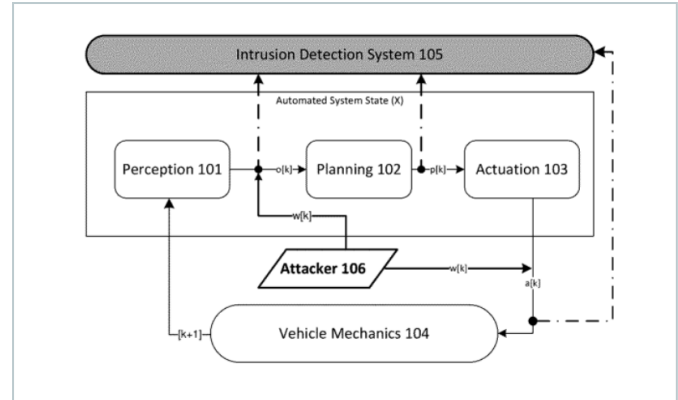 Intrusion Detection System 105
Automated System State (X)
Perception 101
o[k]
Planning 102
p[k]
Actuation 103
w[k]
Attacker 106
w[k]
a[k]
[k+1]
Vehicle Mechanics 104